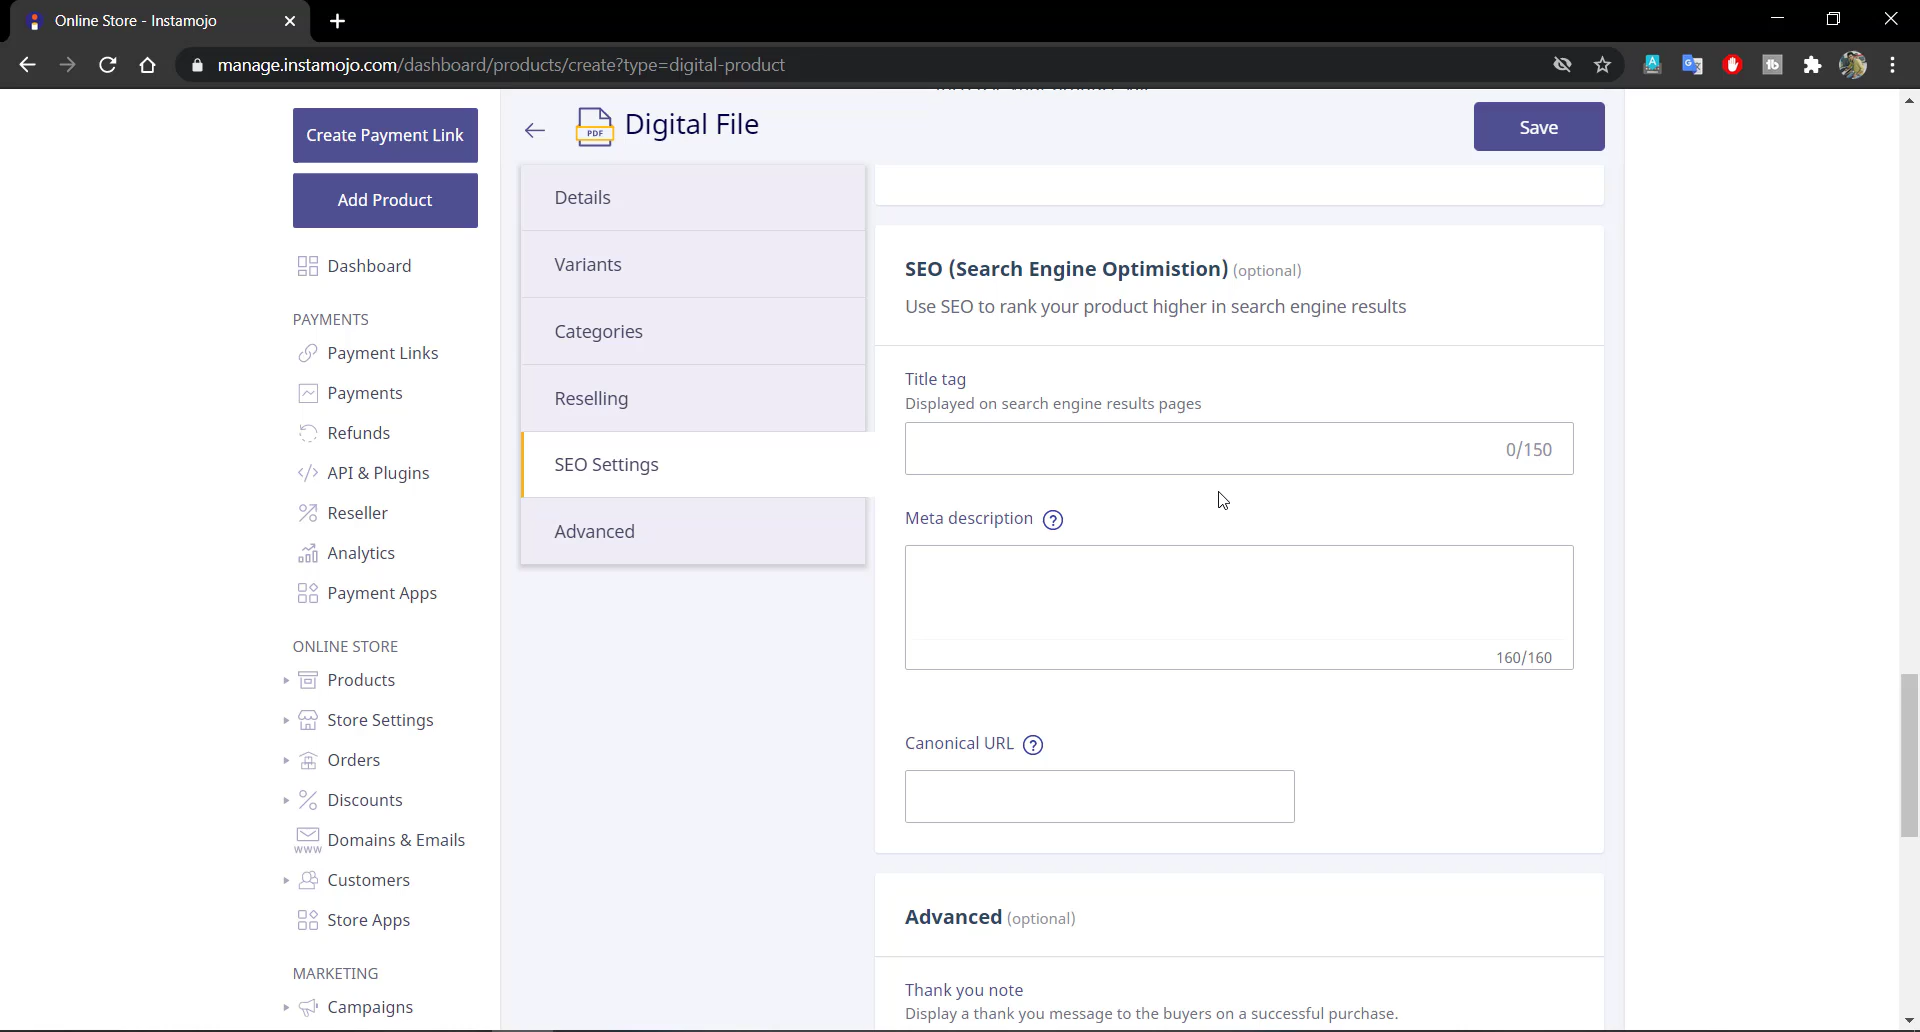 Online Store - Instamojo
manage.instamojo.com/dashboard/products/create?type=digital-product
Create Payment Link
Add Product
Dashboard
PAYMENTS
Payment Links
Payments
Refunds
API & Plugins
Reseller
Analytics
Payment Apps
ONLINE STORE
Products
Store Settings
Orders
Discounts
www
Domains & Emails
Customers
Store Apps
MARKETING
Campaigns
PDF
Digital File
Save
Details
Variants
Categories
Reselling
SEO Settings
Advanced
SEO (Search Engine Optimistion) (optional)
Use SEO to rank your product higher in search engine results
Title tag
Displayed on search engine results pages
0/150
Meta description ?
160/160
Canonical URL ?
Advanced (optional)
Thank you note
Display a thank you message to the buyers on a successful purchase.